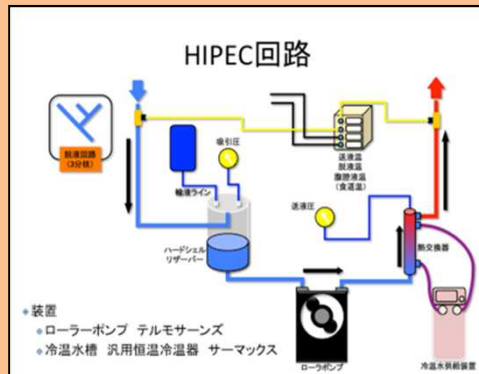 HIPEC回路
脱液回路
(3分枝)
吸引圧
輸液ライン
送液温
脱液温
腹腔液温
(食道温)
送液圧
ハードシェル
リザーバー
熱交換器
ローラポンプ
冷温水供給装置
装置
ローラーポンプ テルモサーンズ
冷温水槽 汎用恒温冷温器 サーマックス